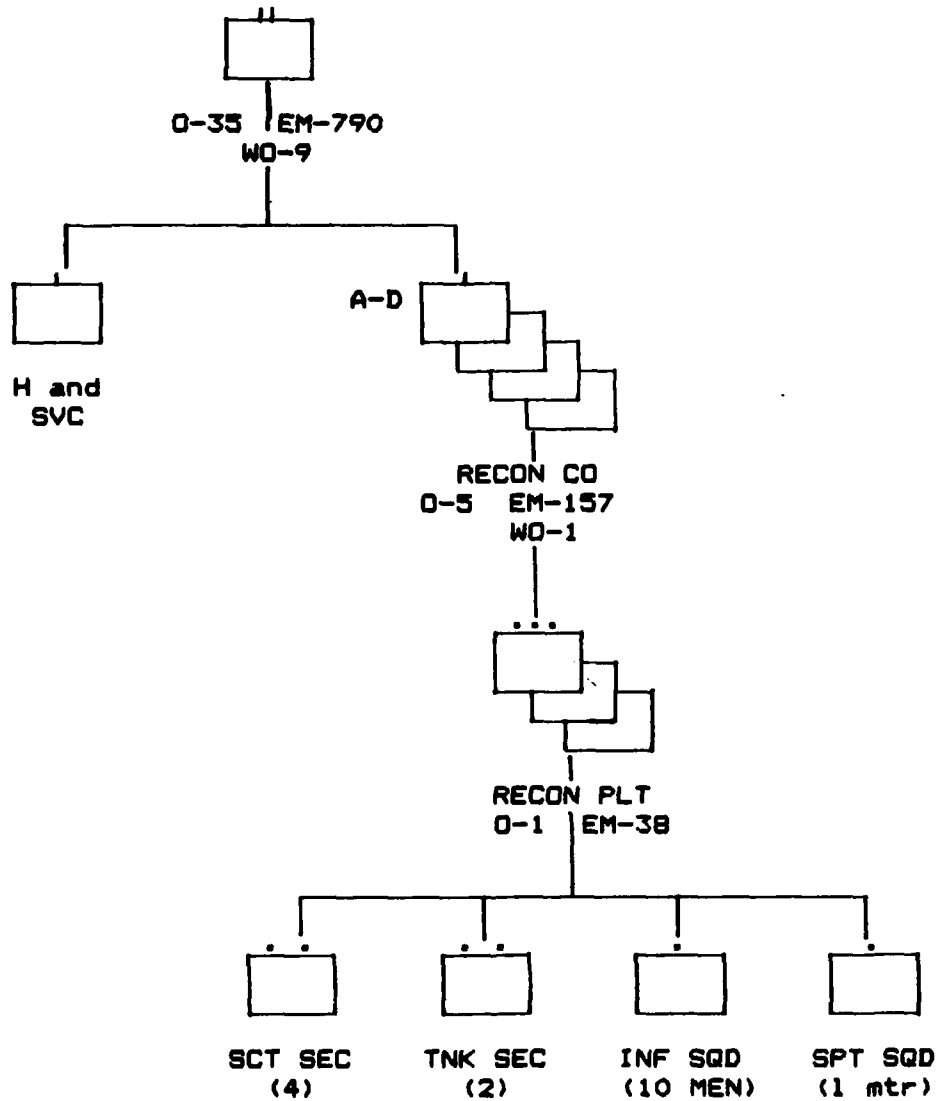 O-35 EM-790
WO-9
A-D
H and
SVC
RECON CO
O-5 EM-157
WO-1
RECON PLT
O-1 EM-38
SCT SEC
(4)
TNK SEC
(2)
INF SQD
(10 MEN)
SPT SQD
(1 mtr)